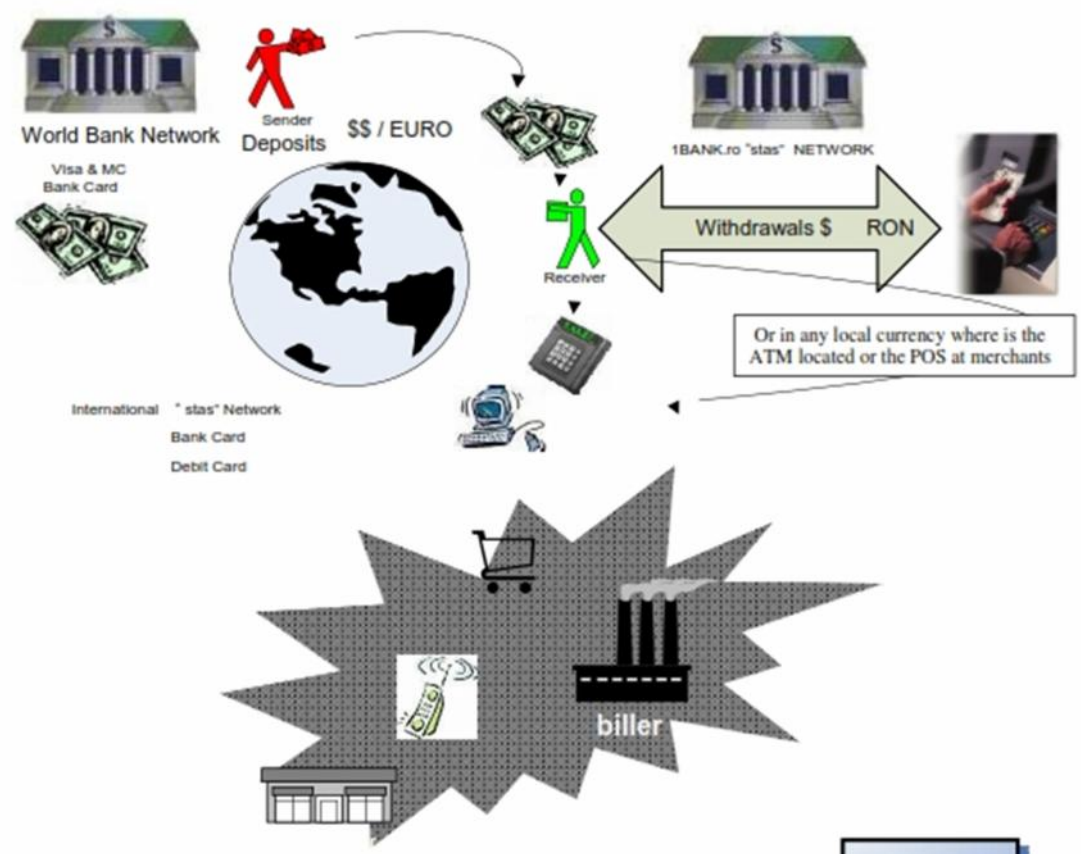 World Bank Network
Visa & MC
Bank Card
Sender
Deposits
$$ / EURO
1BANK.ro "stas" NETWORK
Withdrawals $ RON
Receiver
Or in any local currency where is the
ATM located or the POS at merchants
International " stas" Network
Bank Card
Debit Card
biller